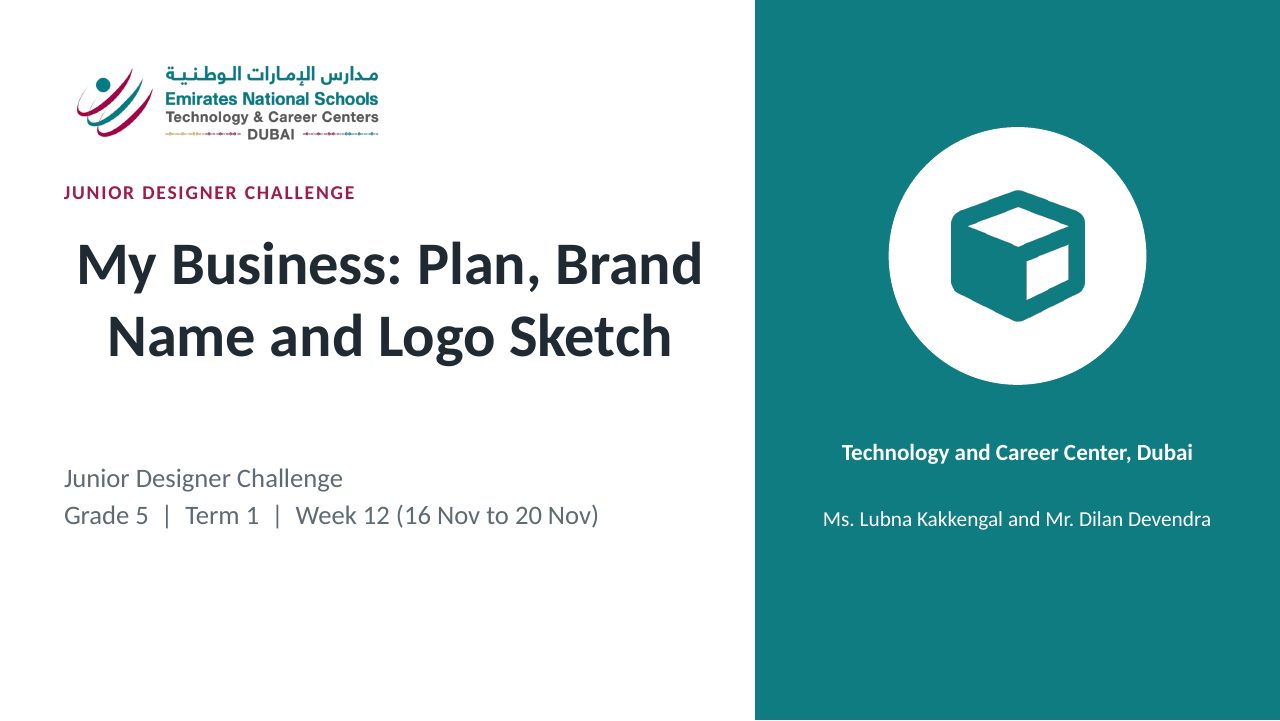 مدارس الإمارات الوطنية
Emirates National Schools
Technology & Career Centers
DUBAI
JUNIOR DESIGNER CHALLENGE
My Business: Plan, Brand
Name and Logo Sketch
Junior Designer Challenge
Grade 5 | Term 1 | Week 12 (16 Nov to 20 Nov)
Technology and Career Center, Dubai
Ms. Lubna Kakkengal and Mr. Dilan Devendra